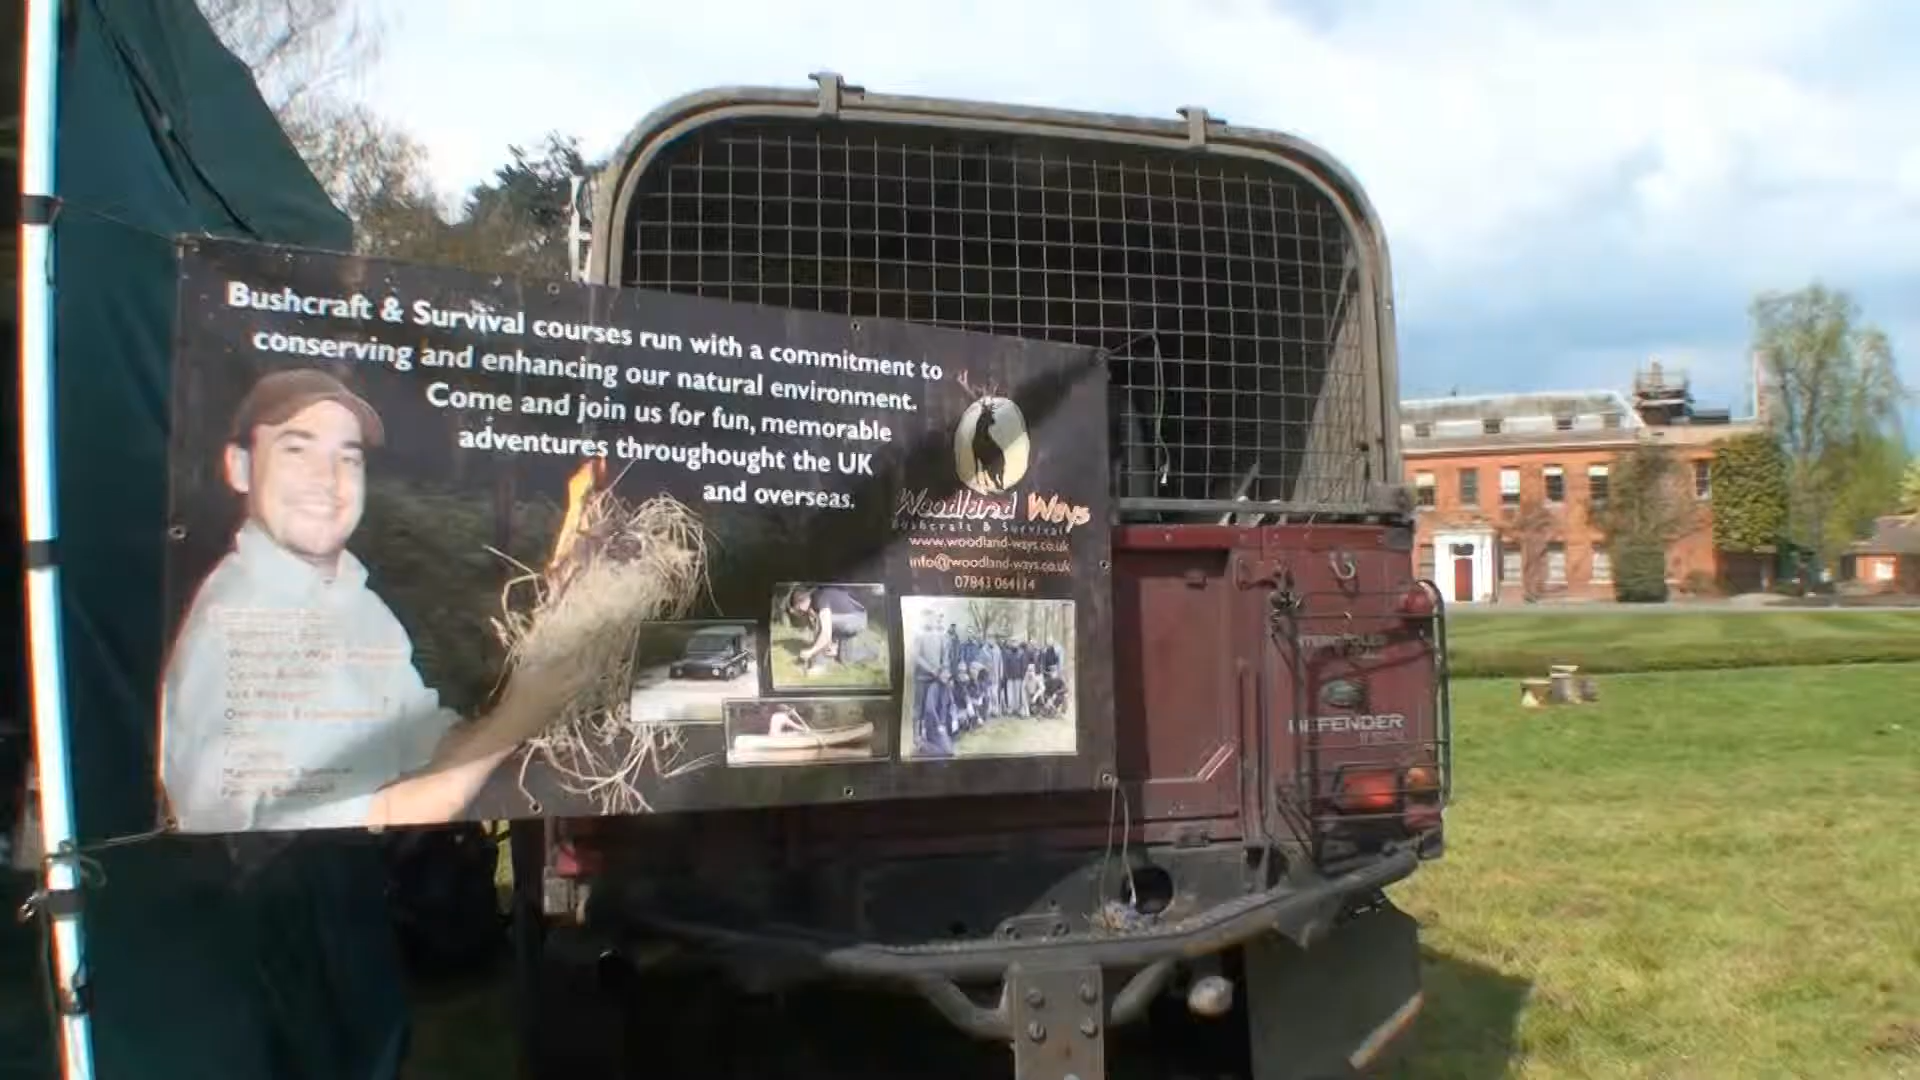 Bushcraft & Survival courses run with a commitment to
conserving and enhancing our natural environment.
Come and join us for fun, memorable
adventures throughought the UK
and overseas.
Woodland Ways
Bushcraft & Survival
www.woodland-ways.co.uk
info@woodland-ways.co.uk
07843 064114
DEFENDER